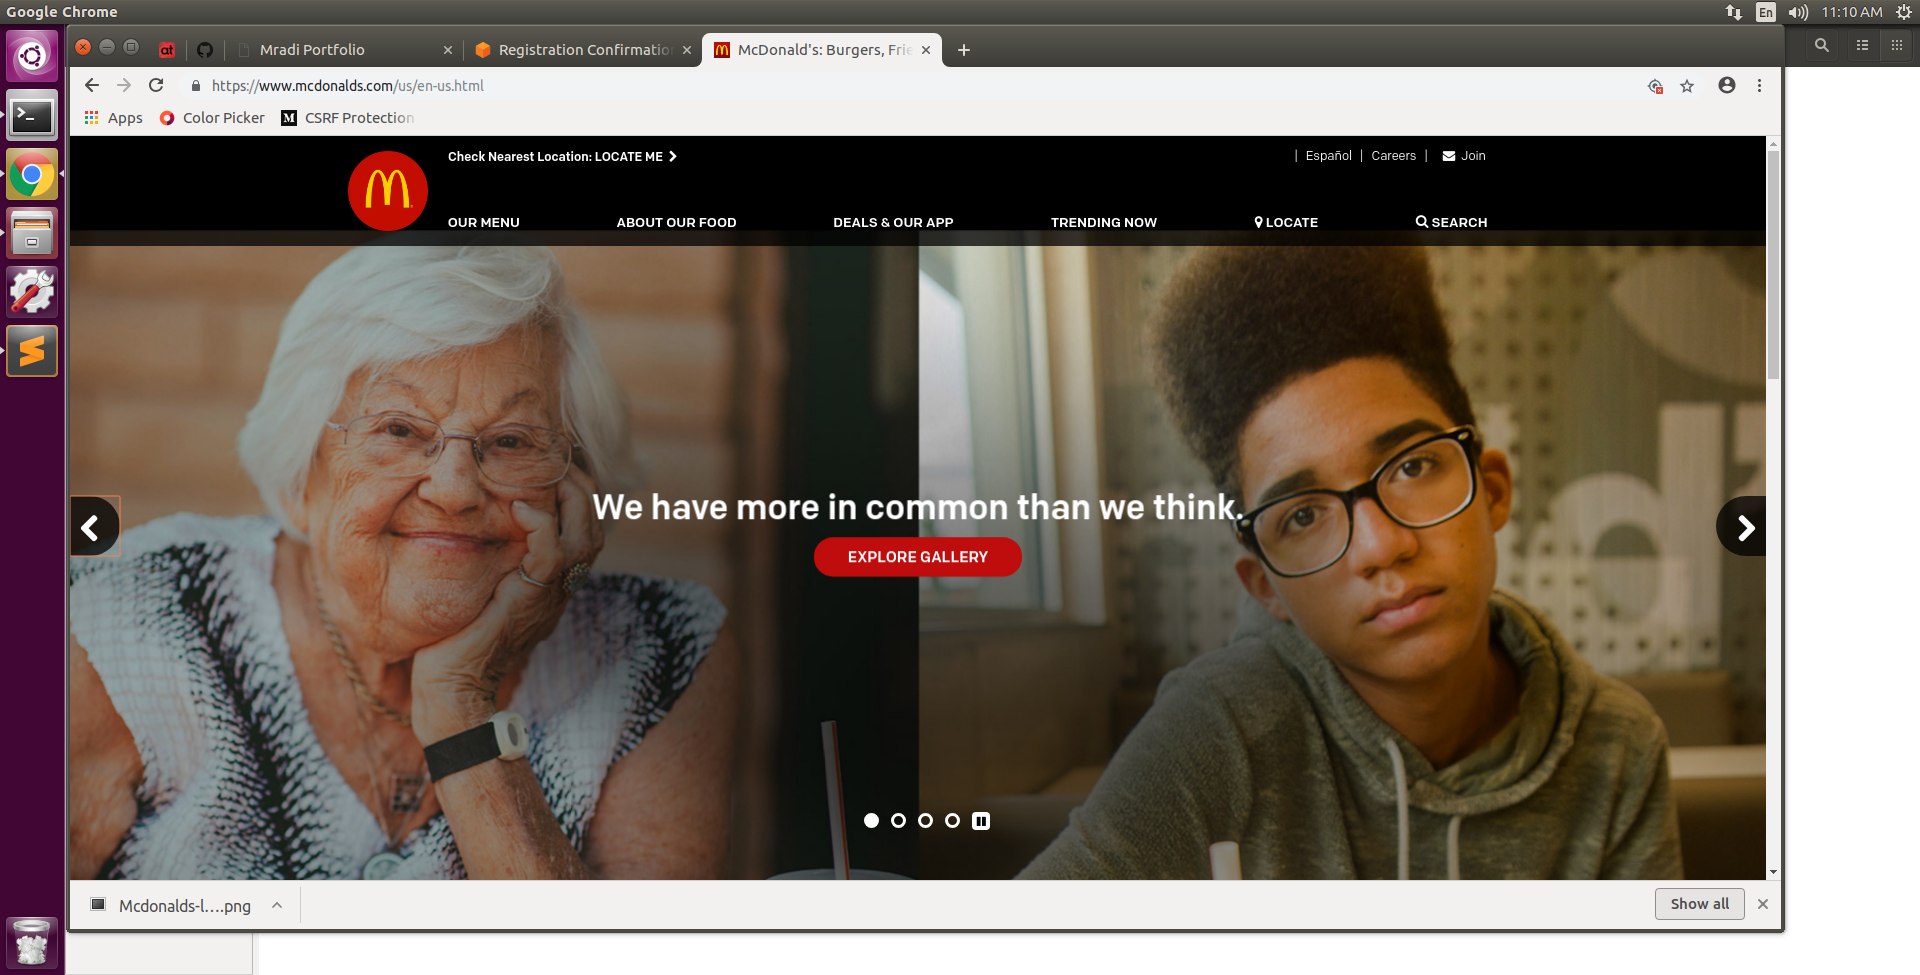 Google Chrome
En
11:10 AM
at
Mradi Portfolio
Registration Confirmation
McDonald's: Burgers, Frie
https://www.mcdonalds.com/us/en-us.html
Apps
Color Picker
M
CSRF Protection
Check Nearest Location: LOCATE ME
| Español | Careers | Join
OUR MENU
ABOUT OUR FOOD
DEALS & OUR APP
TRENDING NOW
LOCATE
SEARCH
We have more in common than we think.
EXPLORE GALLERY
Mcdonalds-l....png
Show all